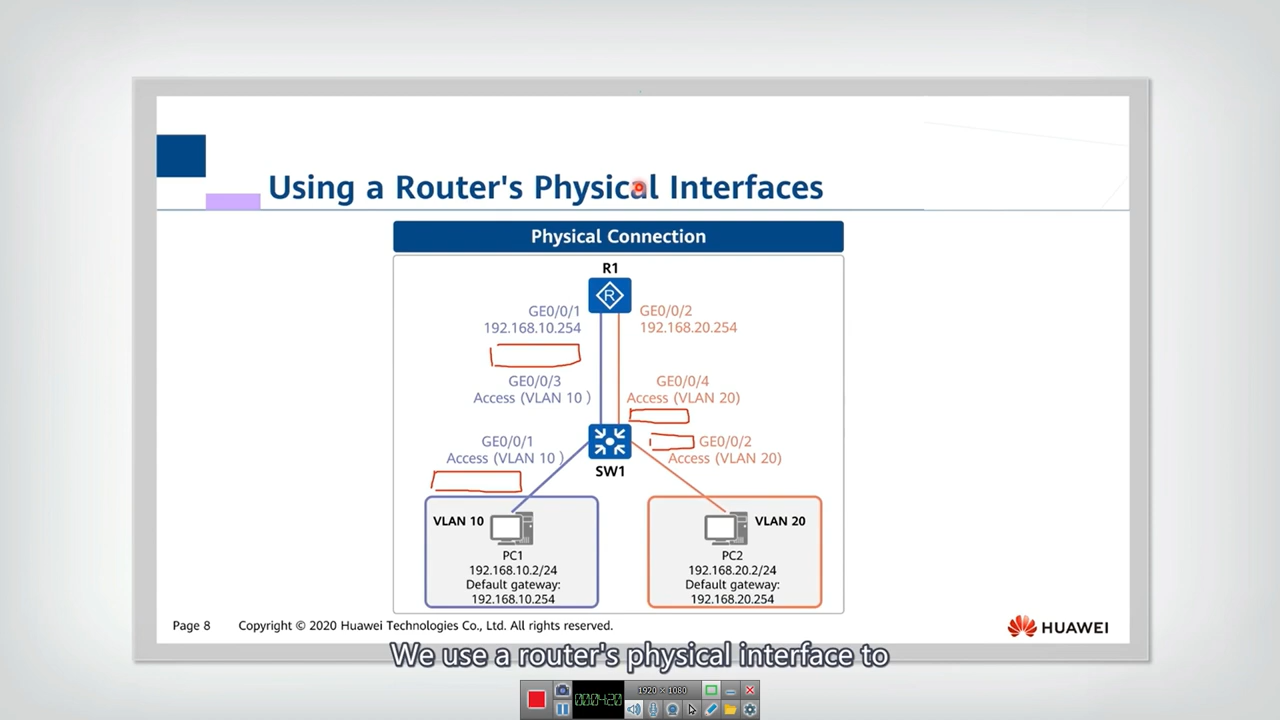 Using a Router's Physical Interfaces
Physical Connection
R1
GE0/0/1
192.168.10.254
GE0/0/2
192.168.20.254
GE0/0/3
Access (VLAN 10 )
GE0/0/4
Access (VLAN 20)
GE0/0/1
Access (VLAN 10 )
GE0/0/2
Access (VLAN 20)
SW1
VLAN 10
PC1
192.168.10.2/24
Default gateway:
192.168.10.254
VLAN 20
PC2
192.168.20.2/24
Default gateway:
192.168.20.254
Page 8
Copyright © 2020 Huawei Technologies Co., Ltd. All rights reserved.
HUAWEI
We use a router's physical interface to
00:04:20
1920 × 1080